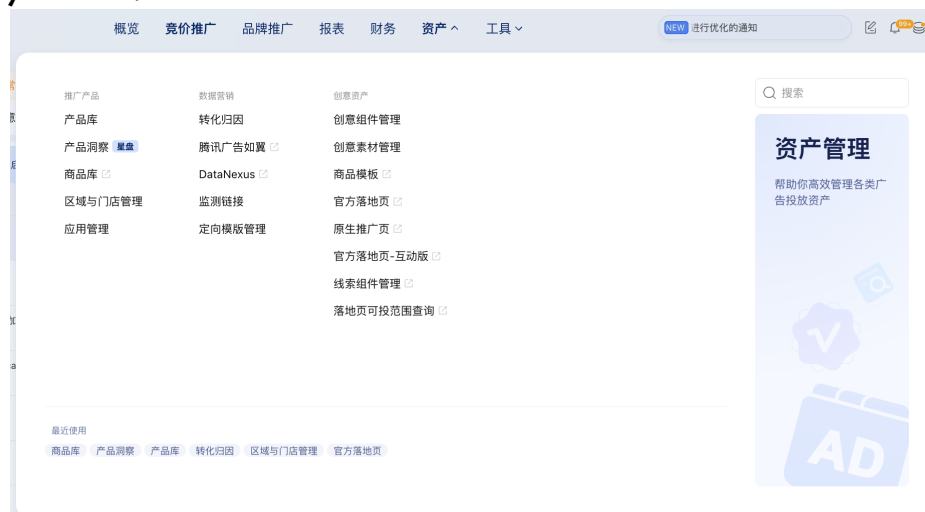 概览 竞价推广 品牌推广 报表 财务 资产 工具 NEW 进行优化的通知 99+
推广产品 数据营销 创意资产
搜索
产品库 转化归因 创意组件管理
产品洞察 星盘 腾讯广告如翼 创意素材管理
商品库 DataNexus 商品模板
区域与门店管理 监测链接 官方落地页
应用管理 定向模版管理 原生推广页
官方落地页-互动版
线索组件管理
落地页可投范围查询
资产管理
帮助你高效管理各类广
告投放资产
AD
最近使用
商品库 产品洞察 产品库 转化归因 区域与门店管理 官方落地页